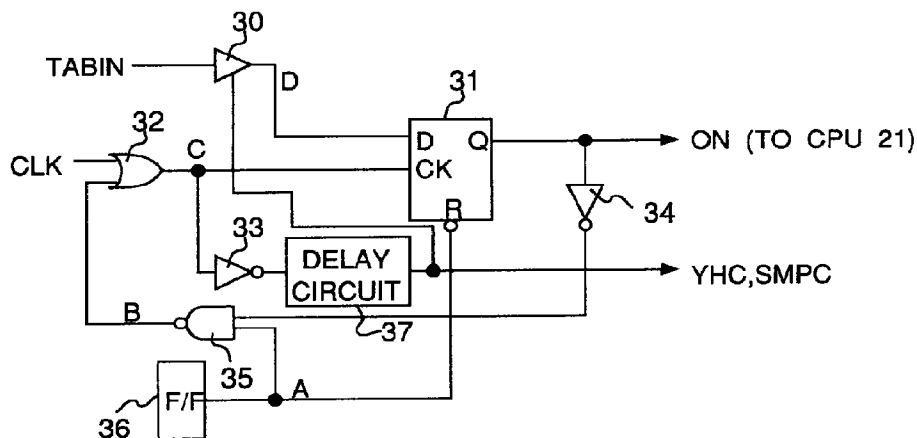 30
TABIN
D
31
32
D Q
ON (TO CPU 21)
CLK
C
CK
R
34
33
DELAY
CIRCUIT
YHC,SMPC
B
37
35
F/F
A
36